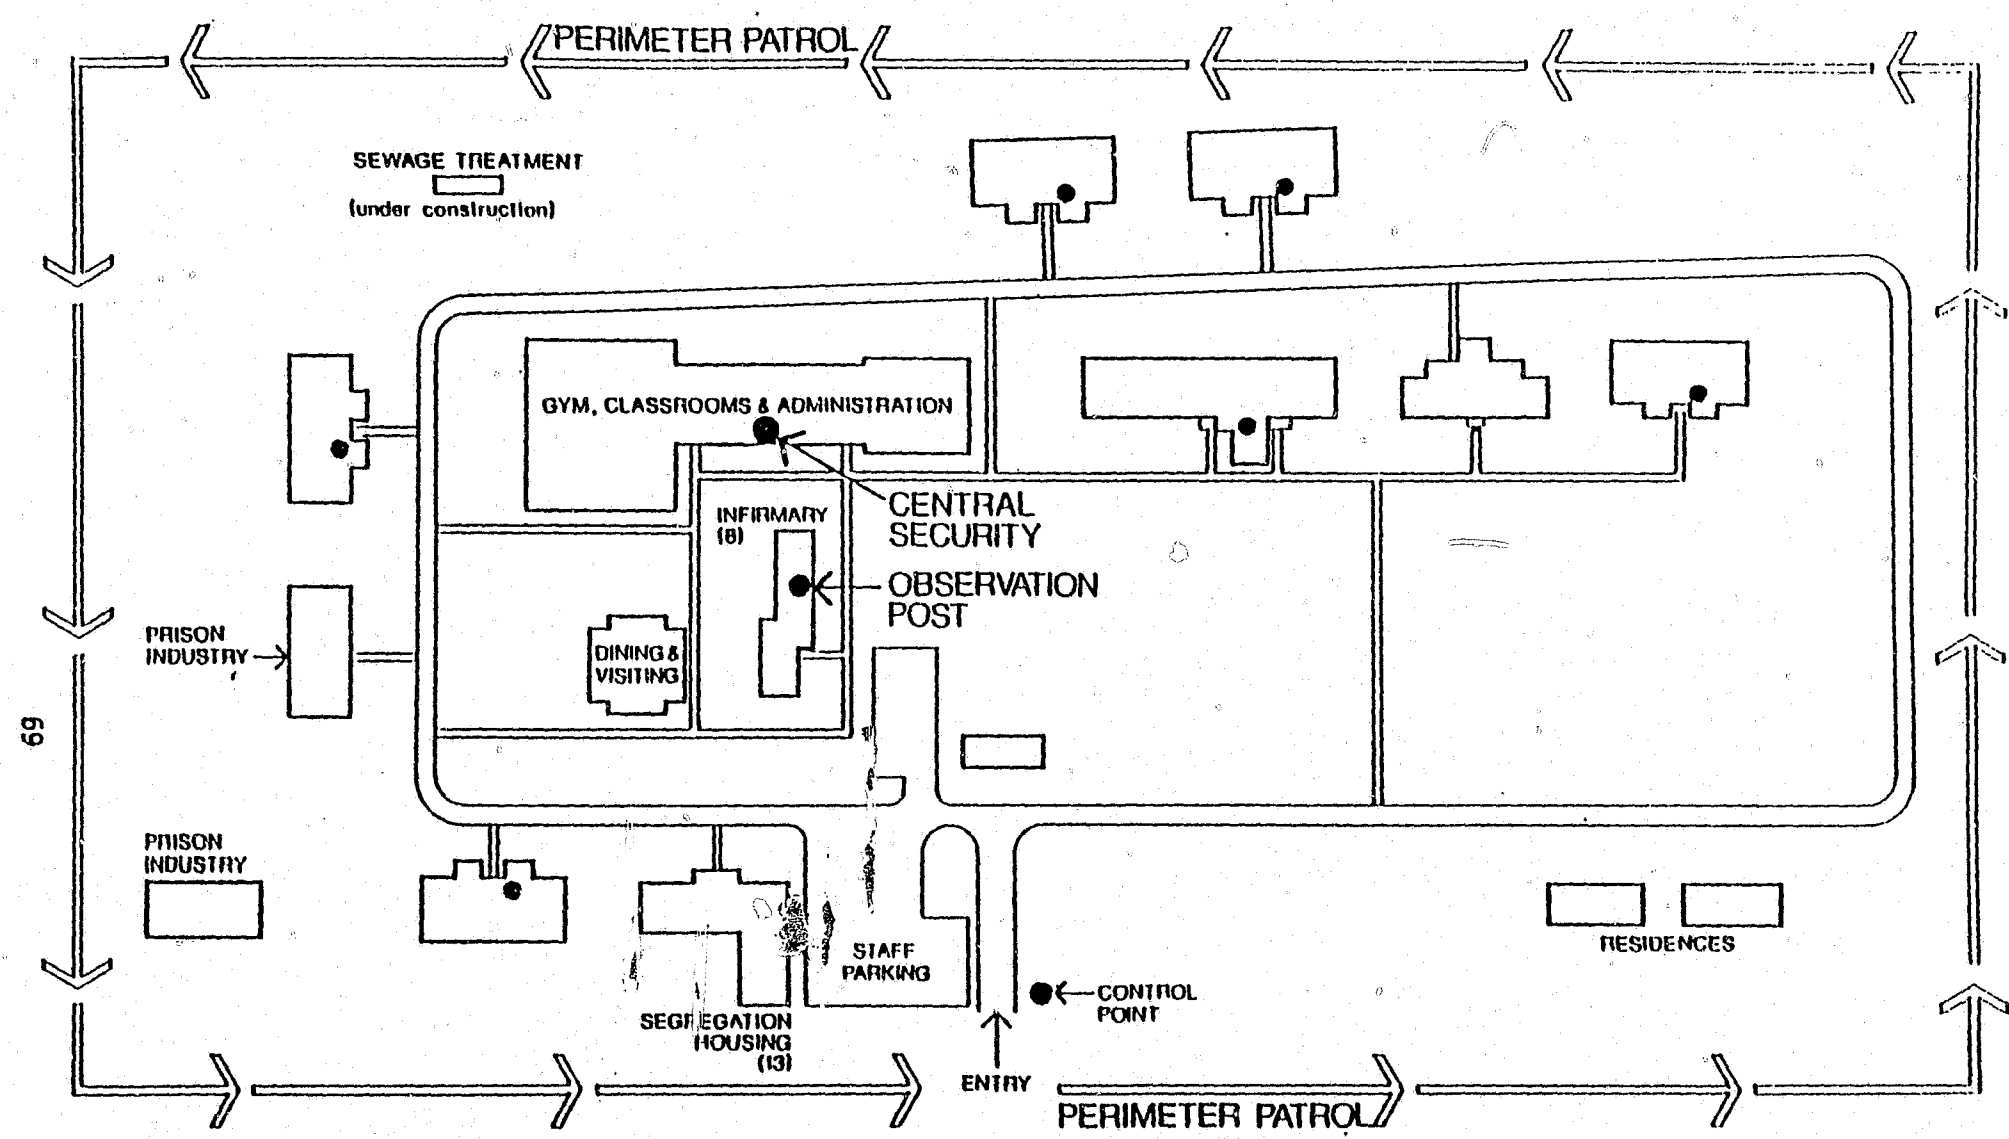 PERIMETER PATROL
SEWAGE TREATMENT
(under construction)
GYM, CLASSROOMS & ADMINISTRATION
CENTRAL
SECURITY
INFIRMARY
(8)
OBSERVATION
POST
PRISON
INDUSTRY
DINING &
VISITING
69
PRISON
INDUSTRY
STAFF
PARKING
RESIDENCES
CONTROL
POINT
SEGREGATION
HOUSING
(13)
ENTRY
PERIMETER PATROL